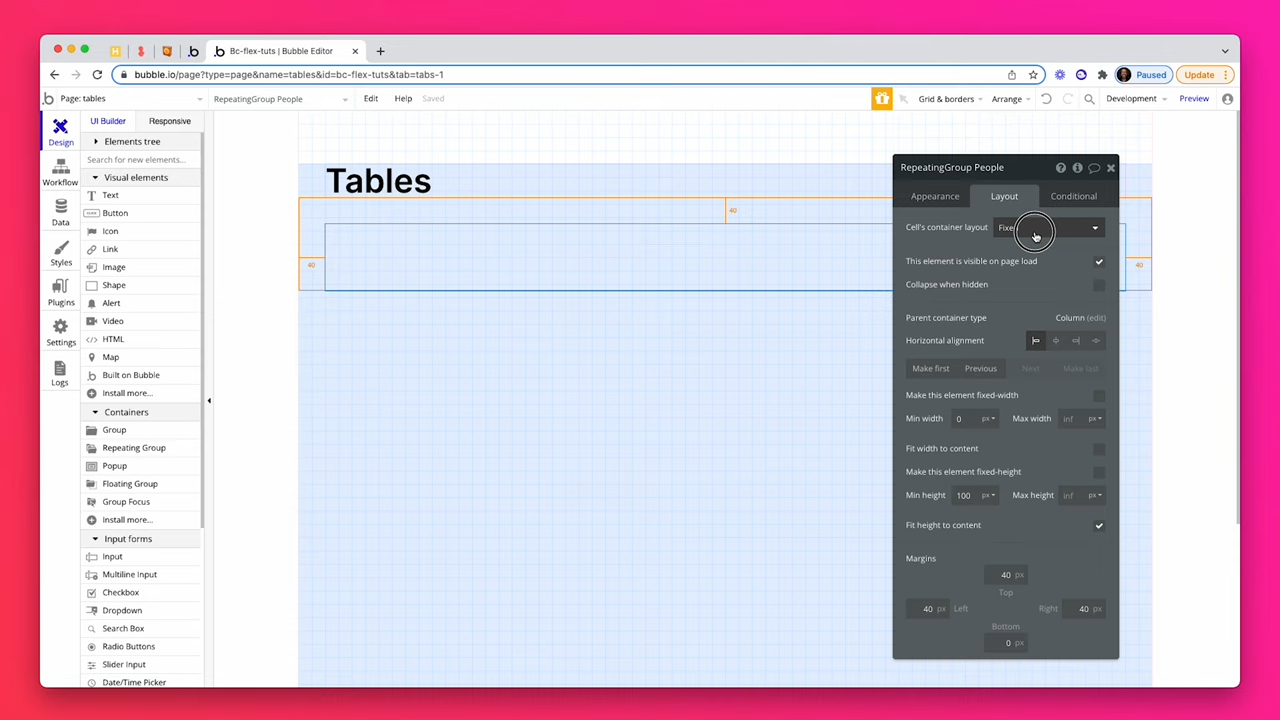 Bc-flex-tuts | Bubble Editor
bubble.io/page?type=page&name=tables&id=bc-flex-tuts&tab=tabs-1
Paused
Update
Page: tables
RepeatingGroup People
Edit
Help
Saved
Grid & borders
Arrange
Development
Preview
Design
Workflow
Data
Styles
Plugins
Settings
Logs
UI Builder
Responsive
Elements tree
Search for new elements...
Visual elements
Text
Button
Icon
Link
Image
Shape
Alert
Video
HTML
Map
Built on Bubble
Install more...
Containers
Group
Repeating Group
Popup
Floating Group
Group Focus
Install more...
Input forms
Input
Multiline Input
Checkbox
Dropdown
Search Box
Radio Buttons
Slider Input
Date/Time Picker
Tables
40
40
40
RepeatingGroup People
Appearance
Layout
Conditional
Cell's container layout
This element is visible on page load
Collapse when hidden
Parent container type
Column (edit)
Horizontal alignment
Make first
Previous
Next
Make last
Make this element fixed-width
Min width 0 px
Max width inf px
Fit width to content
Make this element fixed-height
Min height 100 px
Max height inf px
Fit height to content
Margins
40 px
Top
40 px Left
Right 40 px
Bottom
0 px